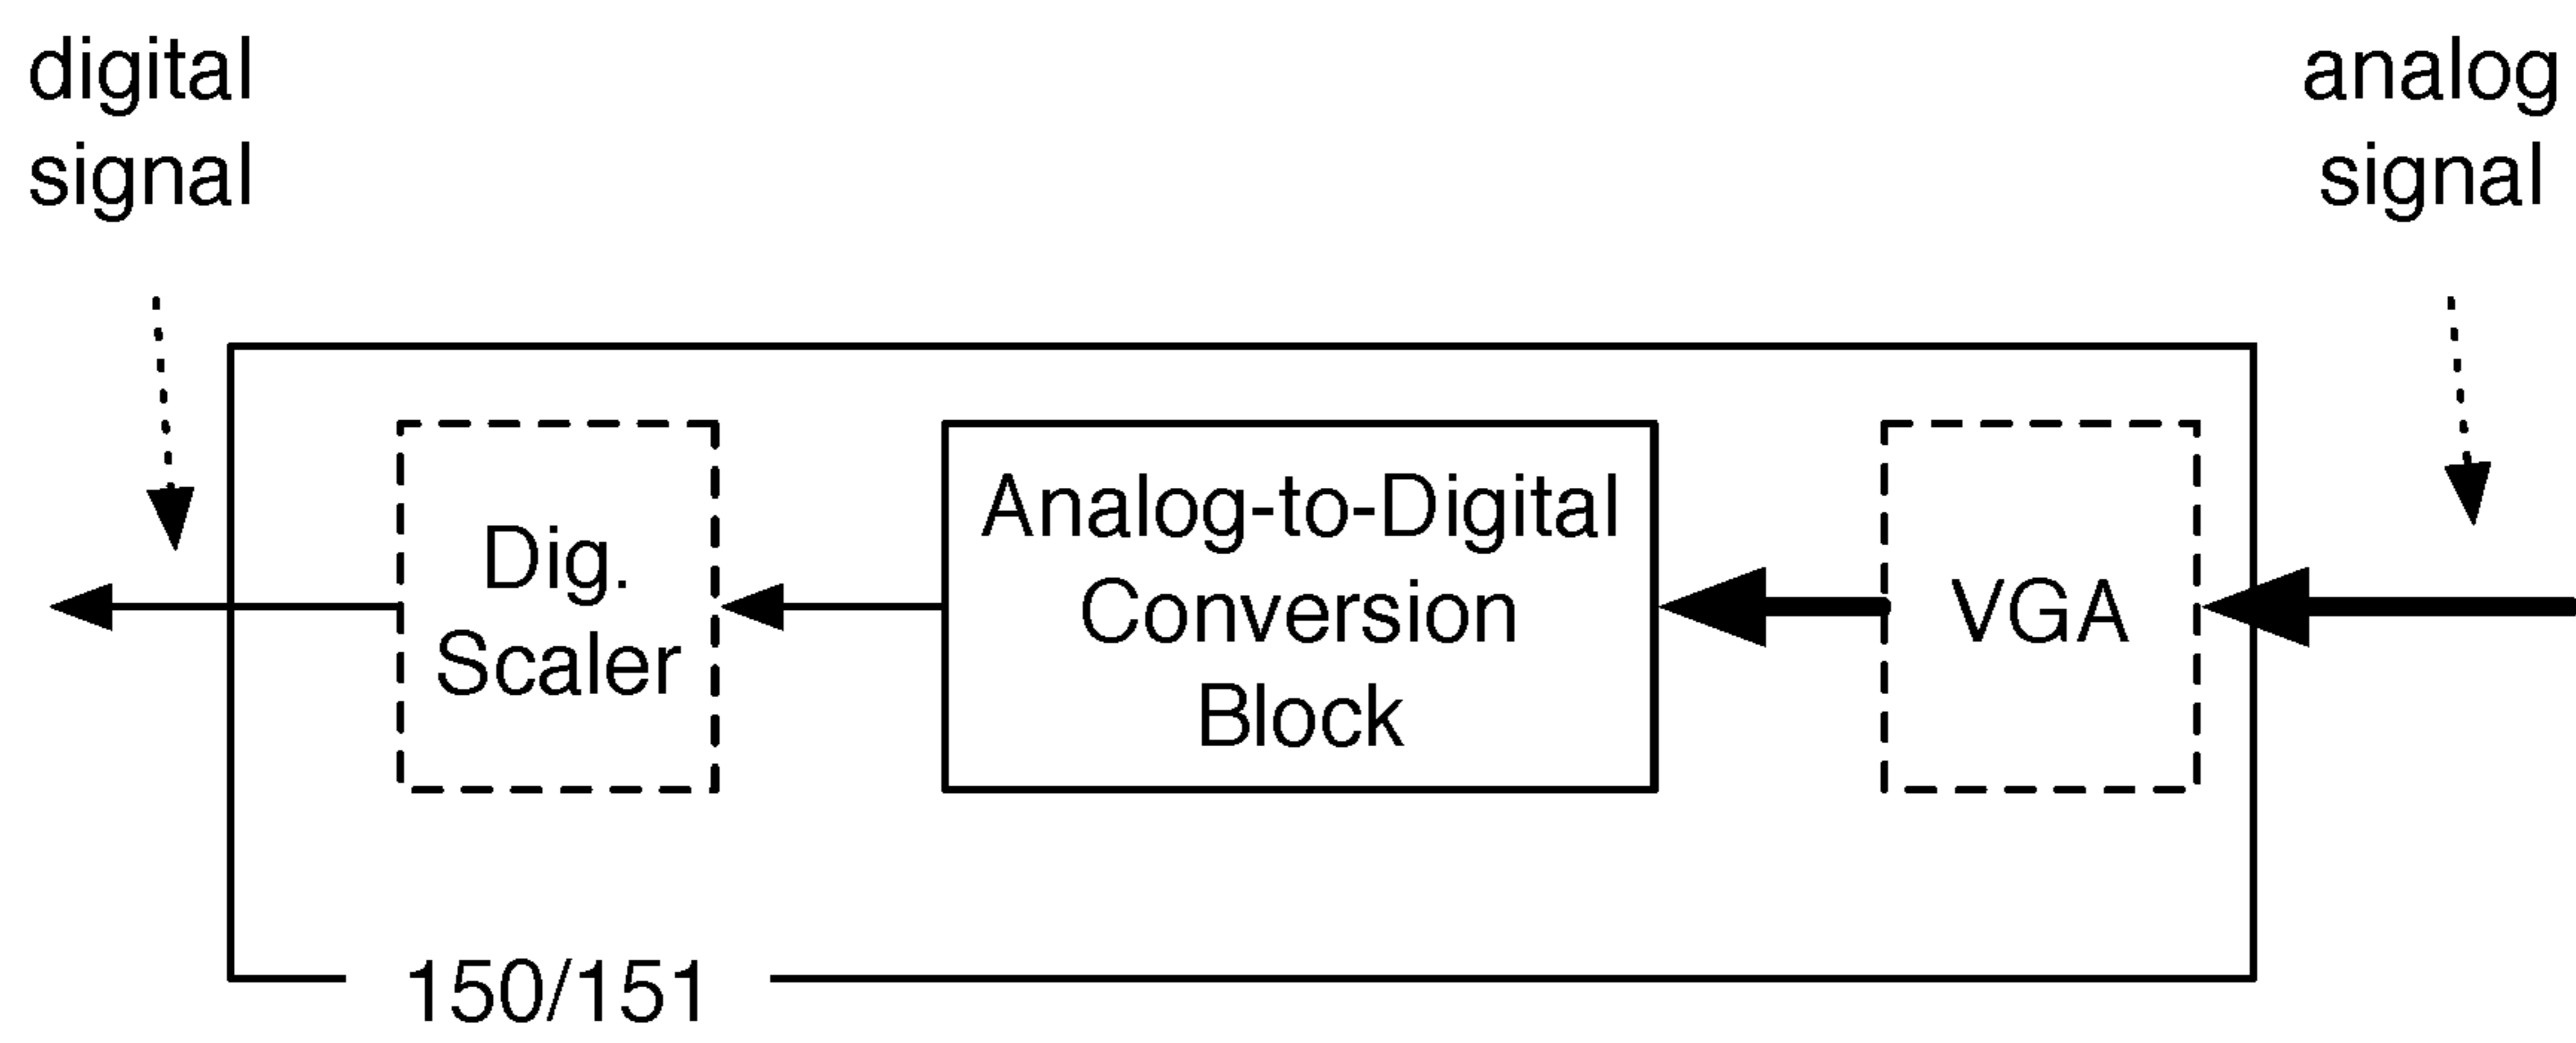 digital
signal
analog
signal
Dig.
Scaler
Analog-to-Digital
Conversion
Block
VGA
150/151